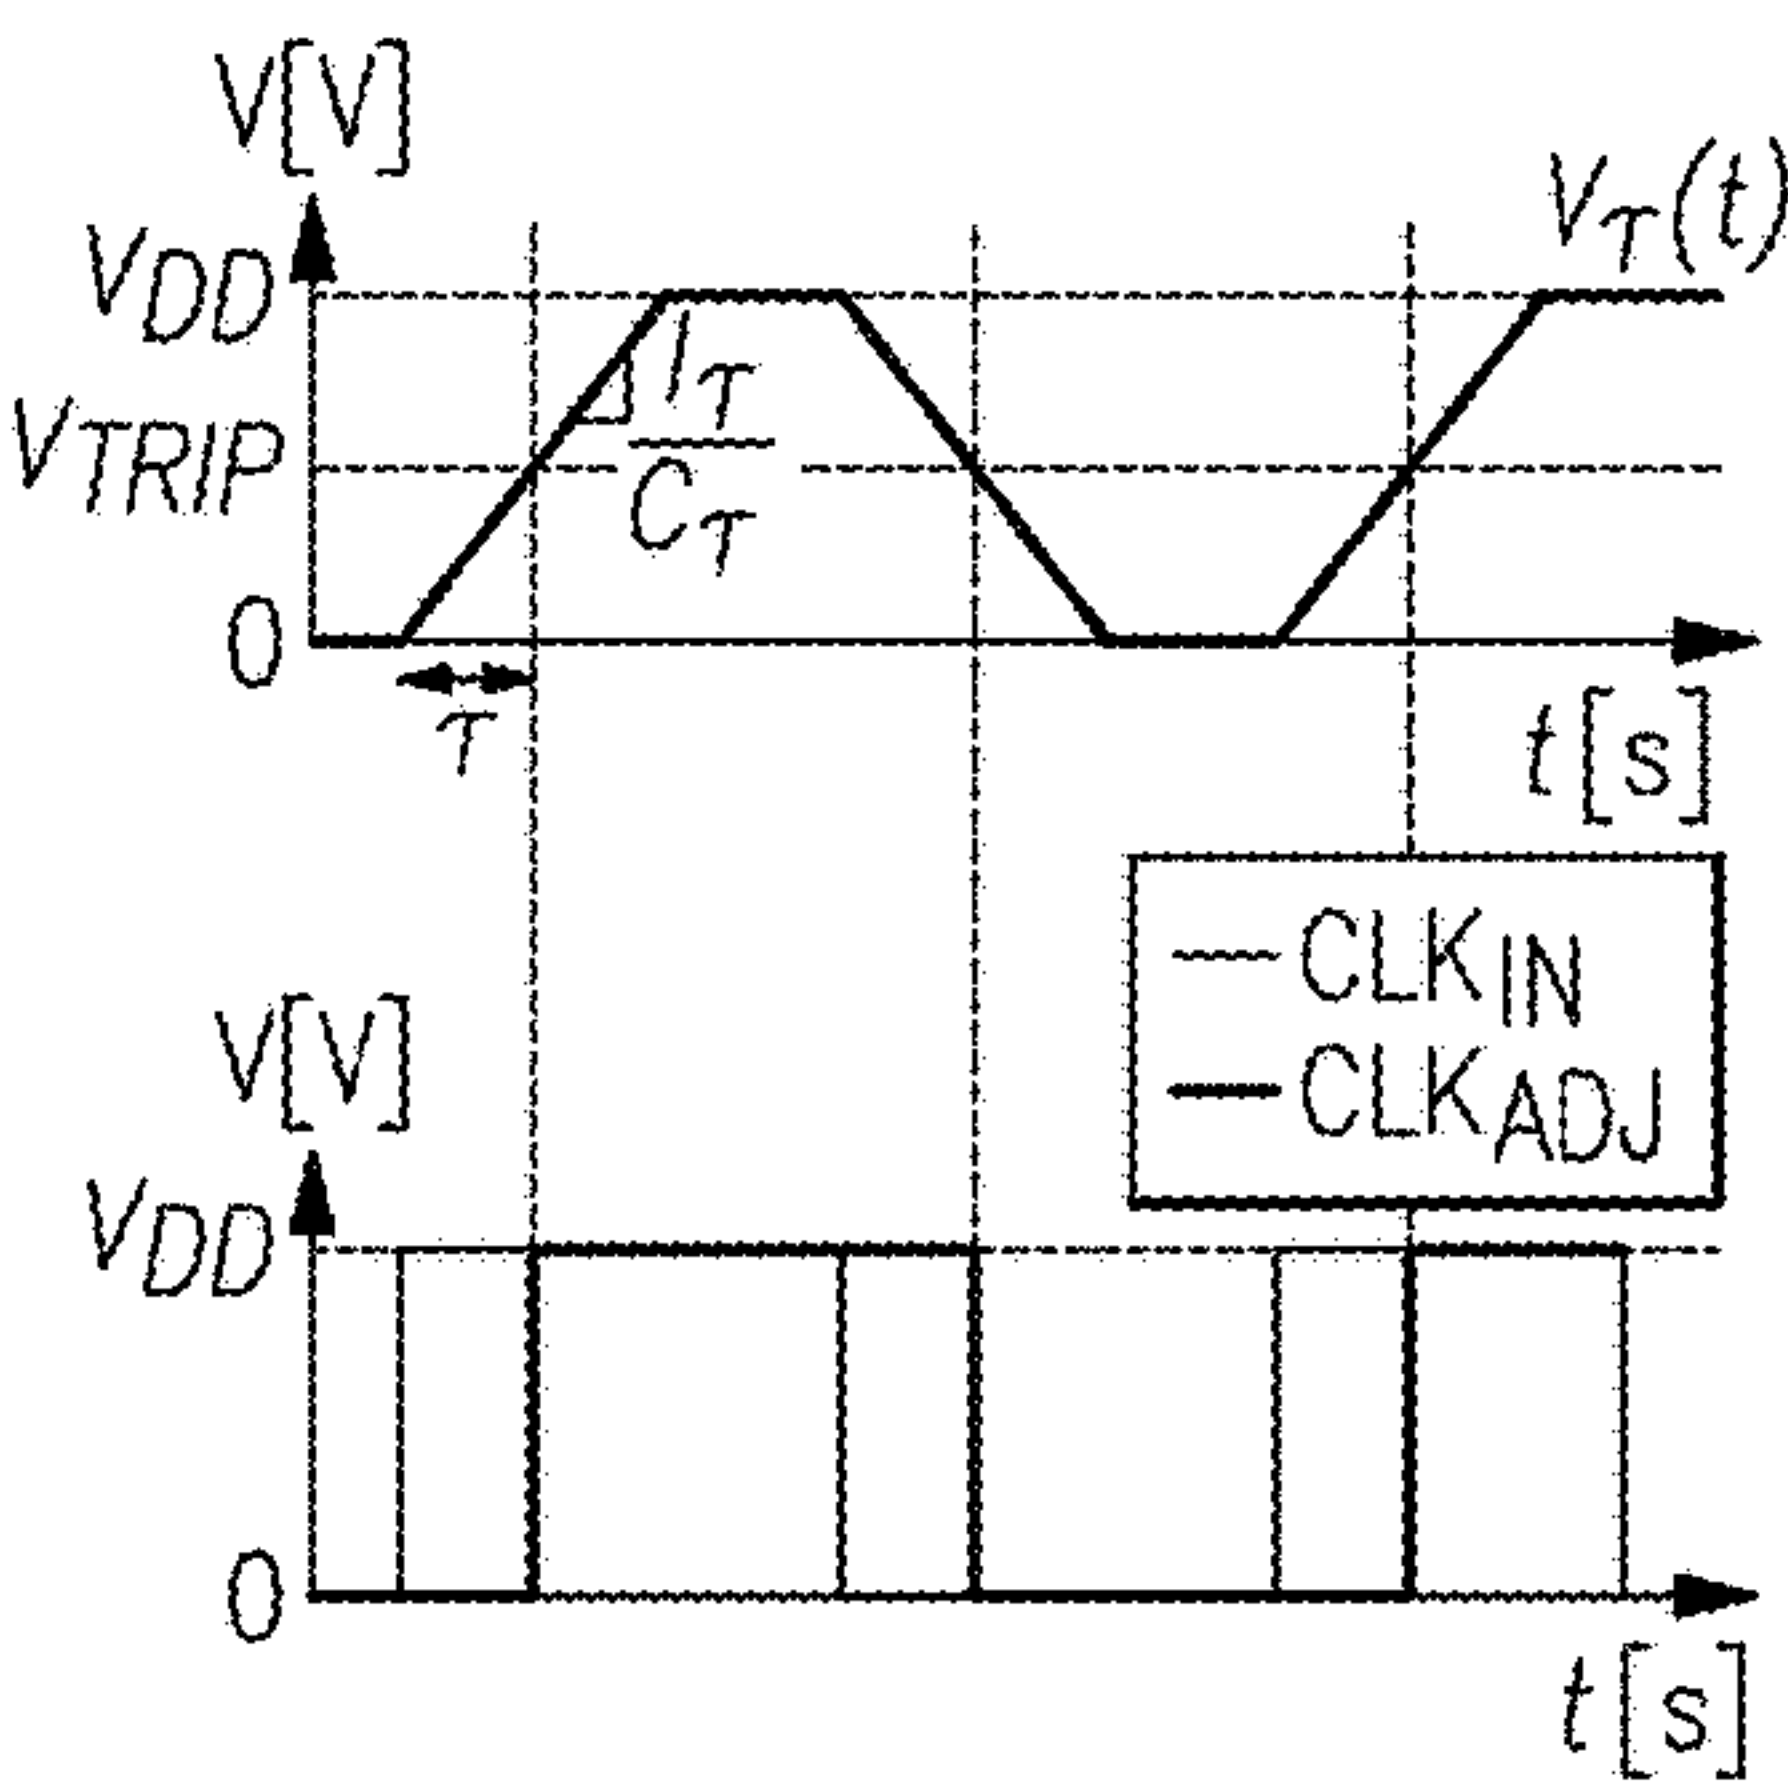 V[V]
VDD
VT(t)
IT
VTRIP
CT
0
τ
t[s]
CLKIN
V[V]
CLKADJ
VDD
0
t[s]